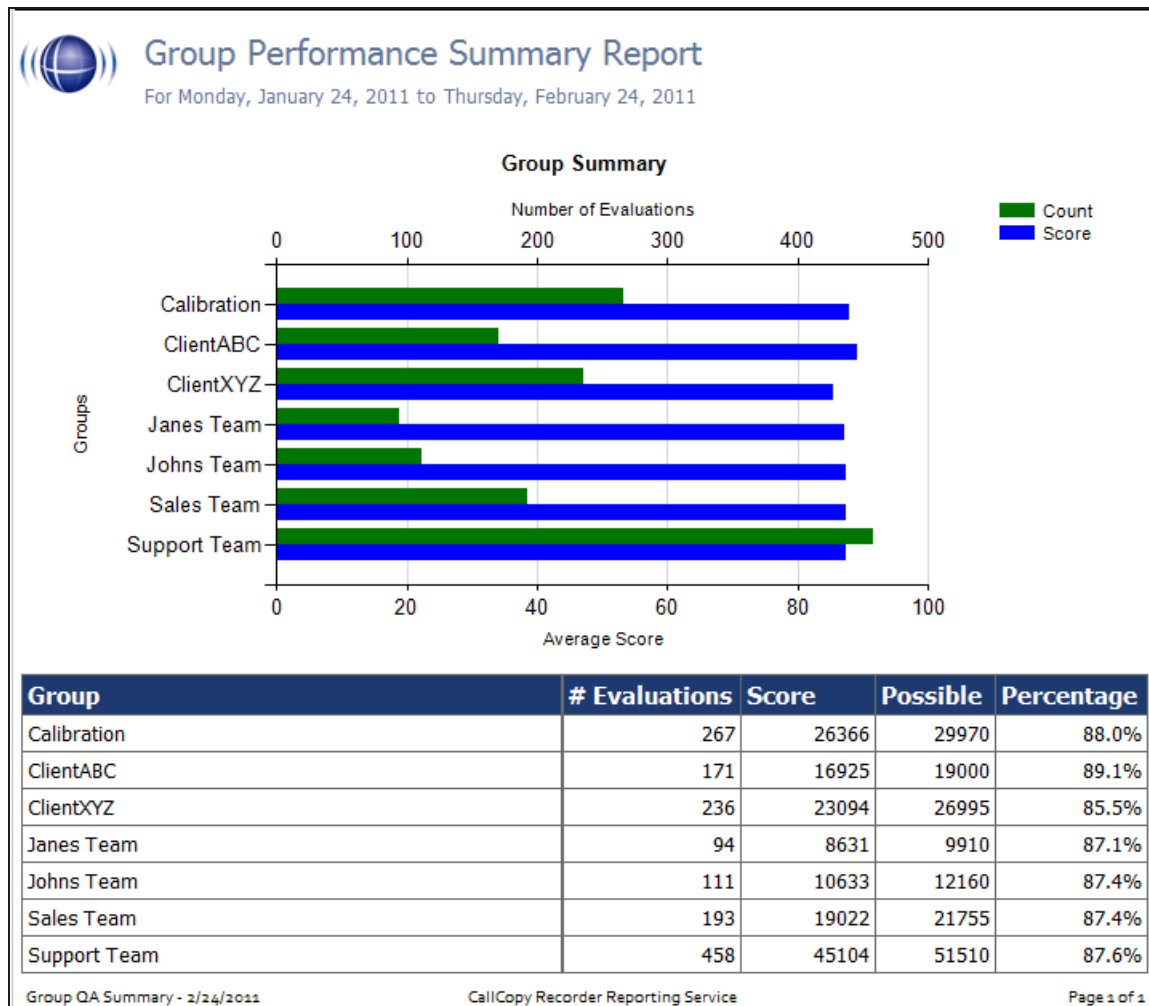 Group Performance Summary Report
For Monday, January 24, 2011 to Thursday, February 24, 2011
Group Summary
Number of Evaluations
Count
Score
0 100 200 300 400 500
Calibration
ClientABC
ClientXYZ
Janes Team
Johns Team
Sales Team
Support Team
Groups
0 20 40 60 80 100
Average Score
Group # Evaluations Score Possible Percentage
Calibration 267 26366 29970 88.0%
ClientABC 171 16925 19000 89.1%
ClientXYZ 236 23094 26995 85.5%
Janes Team 94 8631 9910 87.1%
Johns Team 111 10633 12160 87.4%
Sales Team 193 19022 21755 87.4%
Support Team 458 45104 51510 87.6%
Group QA Summary - 2/24/2011 CallCopy Recorder Reporting Service Page 1 of 1